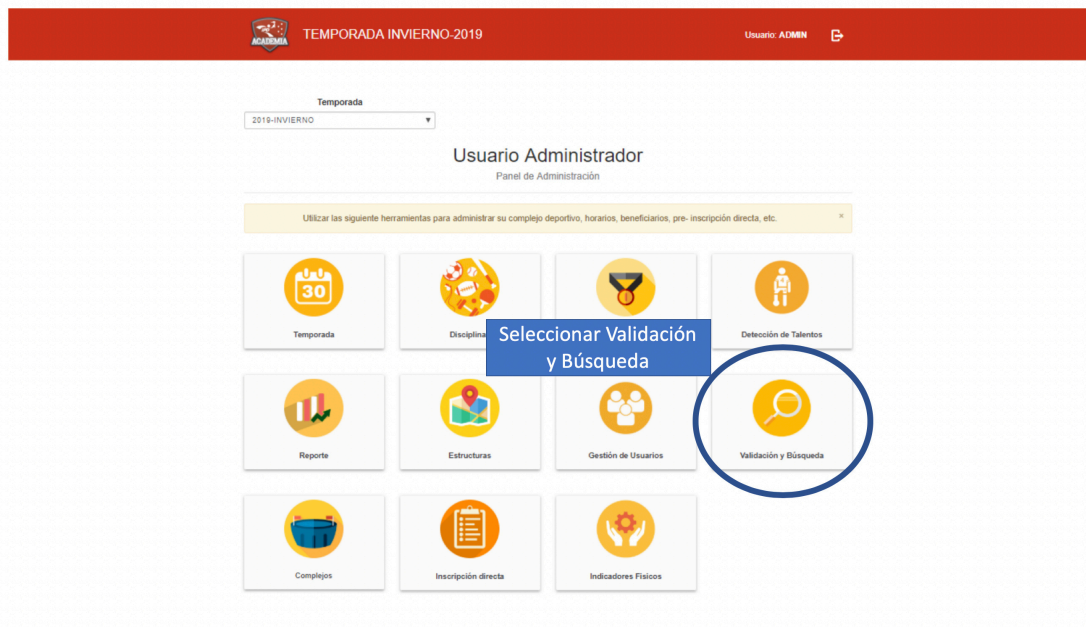 ACADEMIA
TEMPORADA INVIERNO-2019
Usuario: ADMIN
Temporada
2019-INVIERNO
Usuario Administrador
Panel de Administración
Utilizar las siguiente herramientas para administrar su complejo deportivo, horarios, beneficiarios, pre- inscripción directa, etc.
×
30
Temporada
Disciplina
Seleccionar Validación
y Búsqueda
Detección de Talentos
Reporte
Estructuras
Gestión de Usuarios
Validación y Búsqueda
Complejos
Inscripción directa
Indicadores Físicos